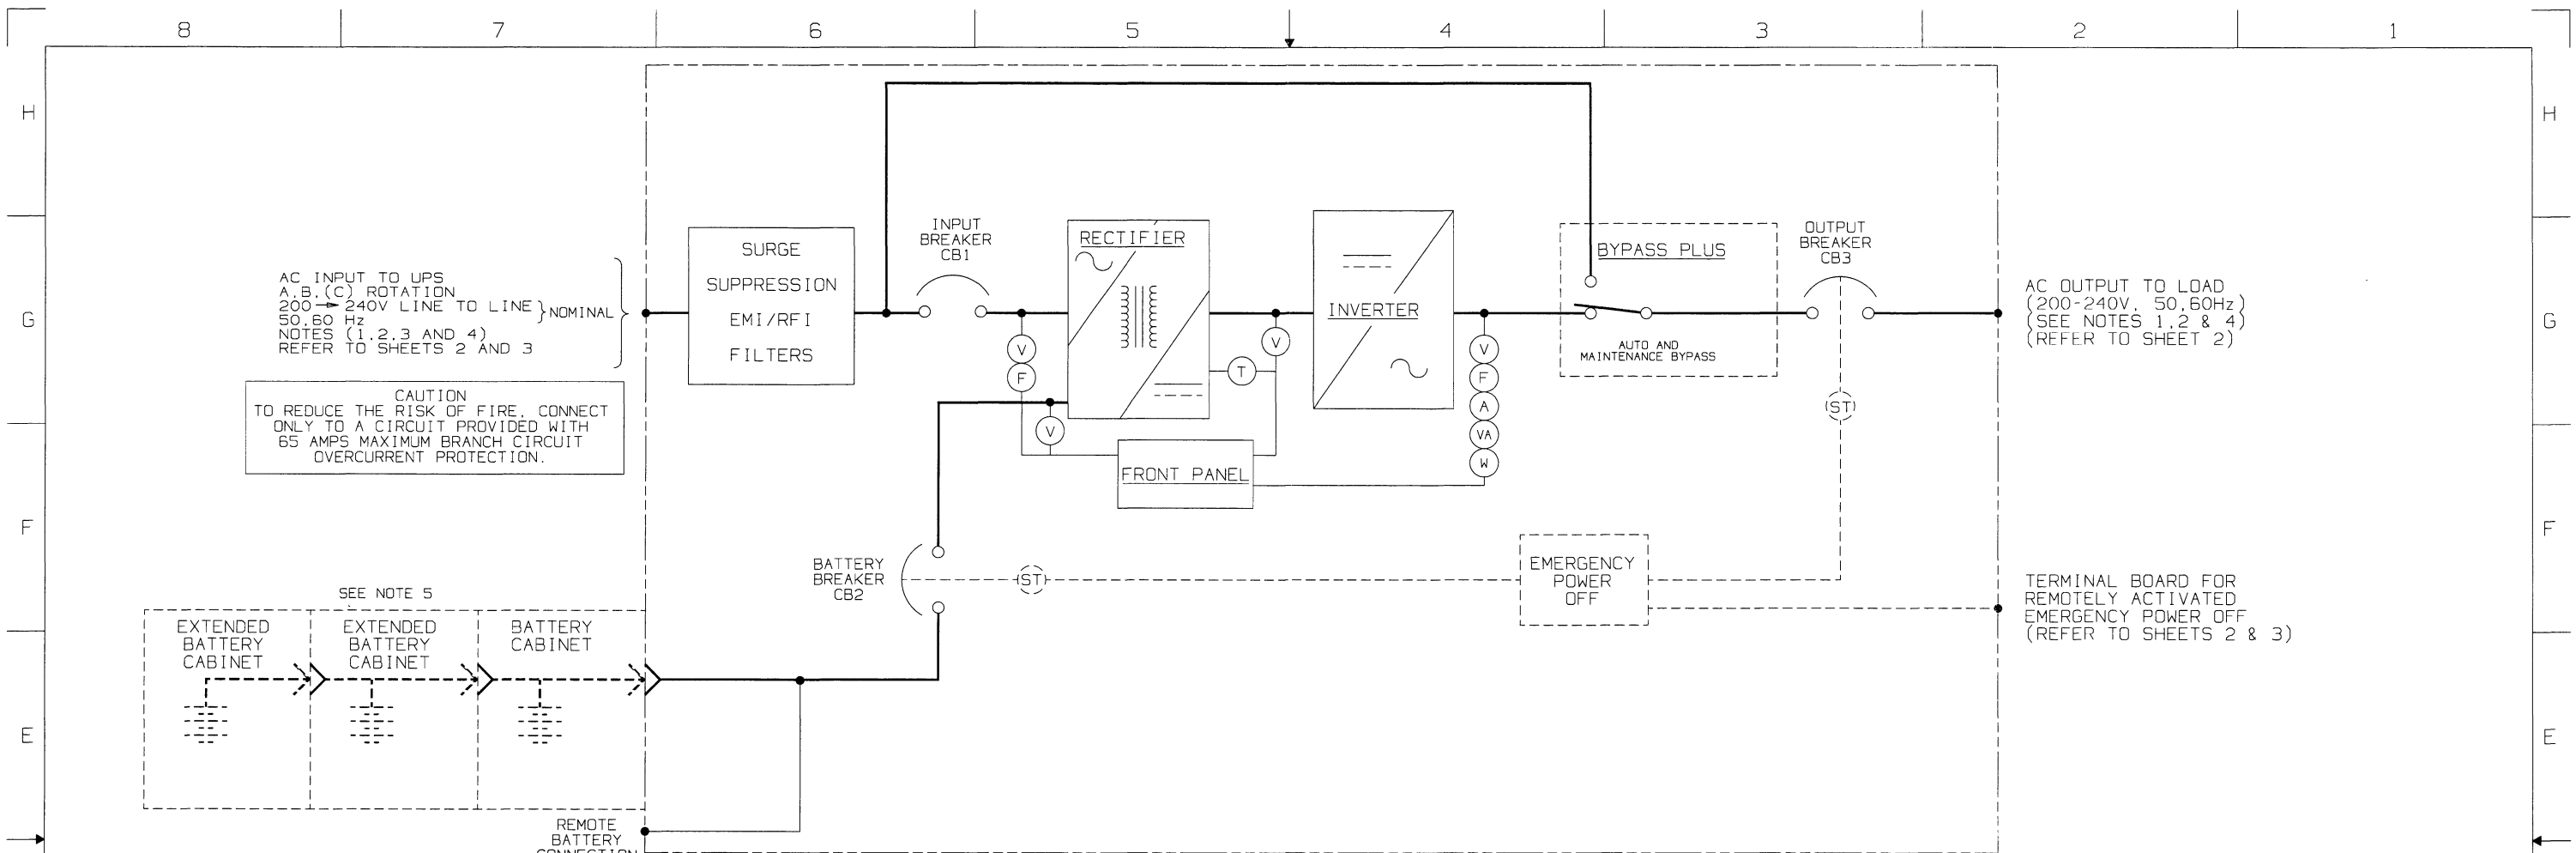 8 7 6 5 4 3 2 1
H H
INPUT
BREAKER
CB1
RECTIFIER
OUTPUT
BREAKER
CB3
SURGE
SUPPRESSION
EMI/RFI
FILTERS
BYPASS PLUS
INVERTER
AUTO AND
MAINTENANCE BYPASS
AC INPUT TO UPS
A,B,(C) ROTATION
200 → 240V LINE TO LINE } NOMINAL
50,60 Hz
NOTES (1,2,3 AND 4)
REFER TO SHEETS 2 AND 3
AC OUTPUT TO LOAD
(200-240V, 50,60Hz)
(SEE NOTES 1,2 & 4)
(REFER TO SHEET 2)
G G
V
F
V
T
V
V
F
A
VA
W
(ST)
CAUTION
TO REDUCE THE RISK OF FIRE, CONNECT
ONLY TO A CIRCUIT PROVIDED WITH
65 AMPS MAXIMUM BRANCH CIRCUIT
OVERCURRENT PROTECTION.
FRONT PANEL
F F
BATTERY
BREAKER
CB2
(ST)
EMERGENCY
POWER
OFF
TERMINAL BOARD FOR
REMOTELY ACTIVATED
EMERGENCY POWER OFF
(REFER TO SHEETS 2 & 3)
SEE NOTE 5
EXTENDED
BATTERY
CABINET
EXTENDED
BATTERY
CABINET
BATTERY
CABINET
E E
REMOTE
BATTERY
CONNECTION